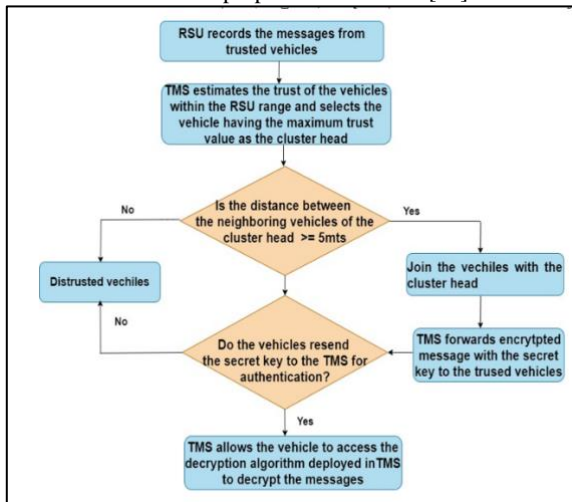 RSU records the messages from
trusted vehicles
TMS estimates the trust of the vehicles
within the RSU range and selects the
vehicle having the maximum trust
value as the cluster head
Is the distance between
the neighboring vehicles of the
cluster head >= 5mts
No
Yes
Distrusted vechiles
Join the vechiles with the
cluster head
No
Do the vehicles resend
the secret key to the TMS for
authentication?
TMS forwards encrytpted
message with the secret
key to the trused vehicles
Yes
TMS allows the vehicle to access the
decryption algorithm deployed inTMS
to decrypt the messages